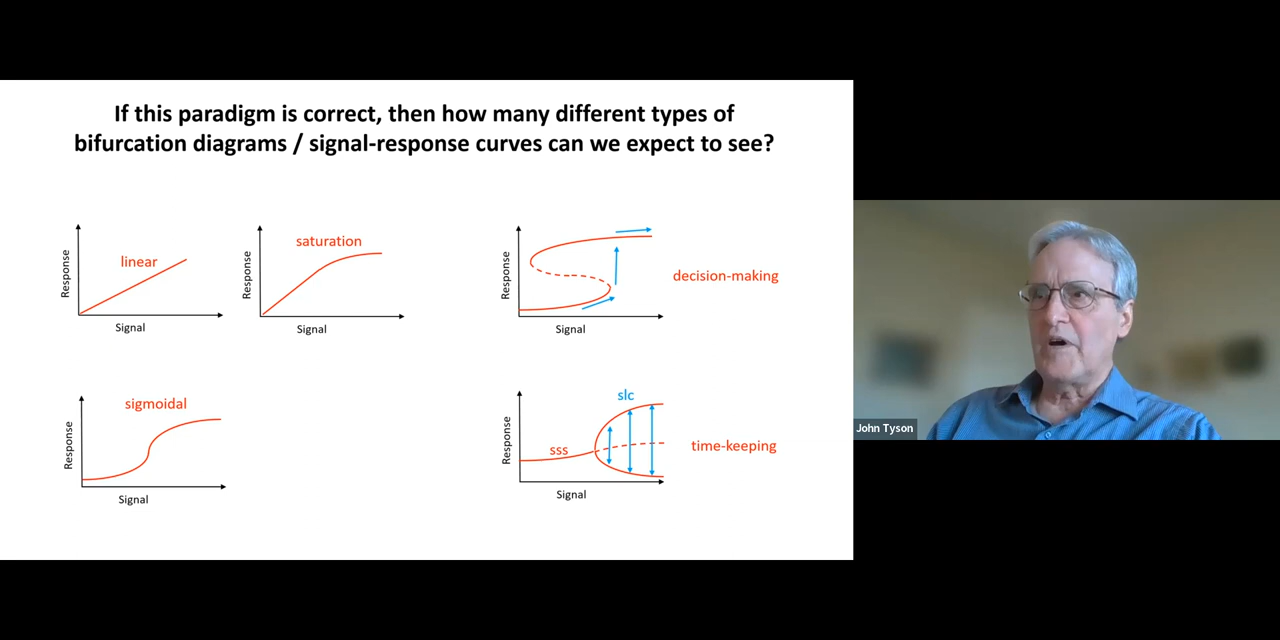 If this paradigm is correct, then how many different types of
bifurcation diagrams / signal-response curves can we expect to see?
Response
linear
Signal
Response
saturation
Signal
Response
decision-making
Signal
Response
sigmoidal
Signal
Response
sss
slc
time-keeping
Signal
John Tyson